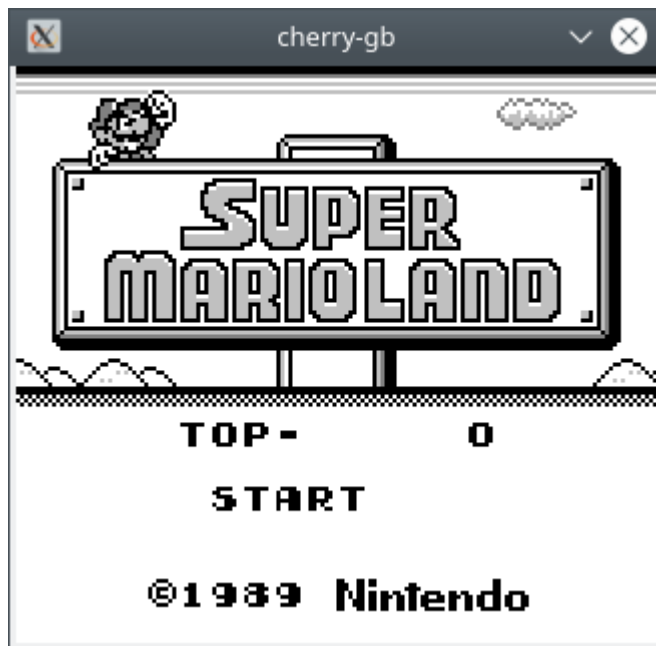 cherry-gb
SUPER
MARIOLAND
TOP- 0
START
©1989 Nintendo